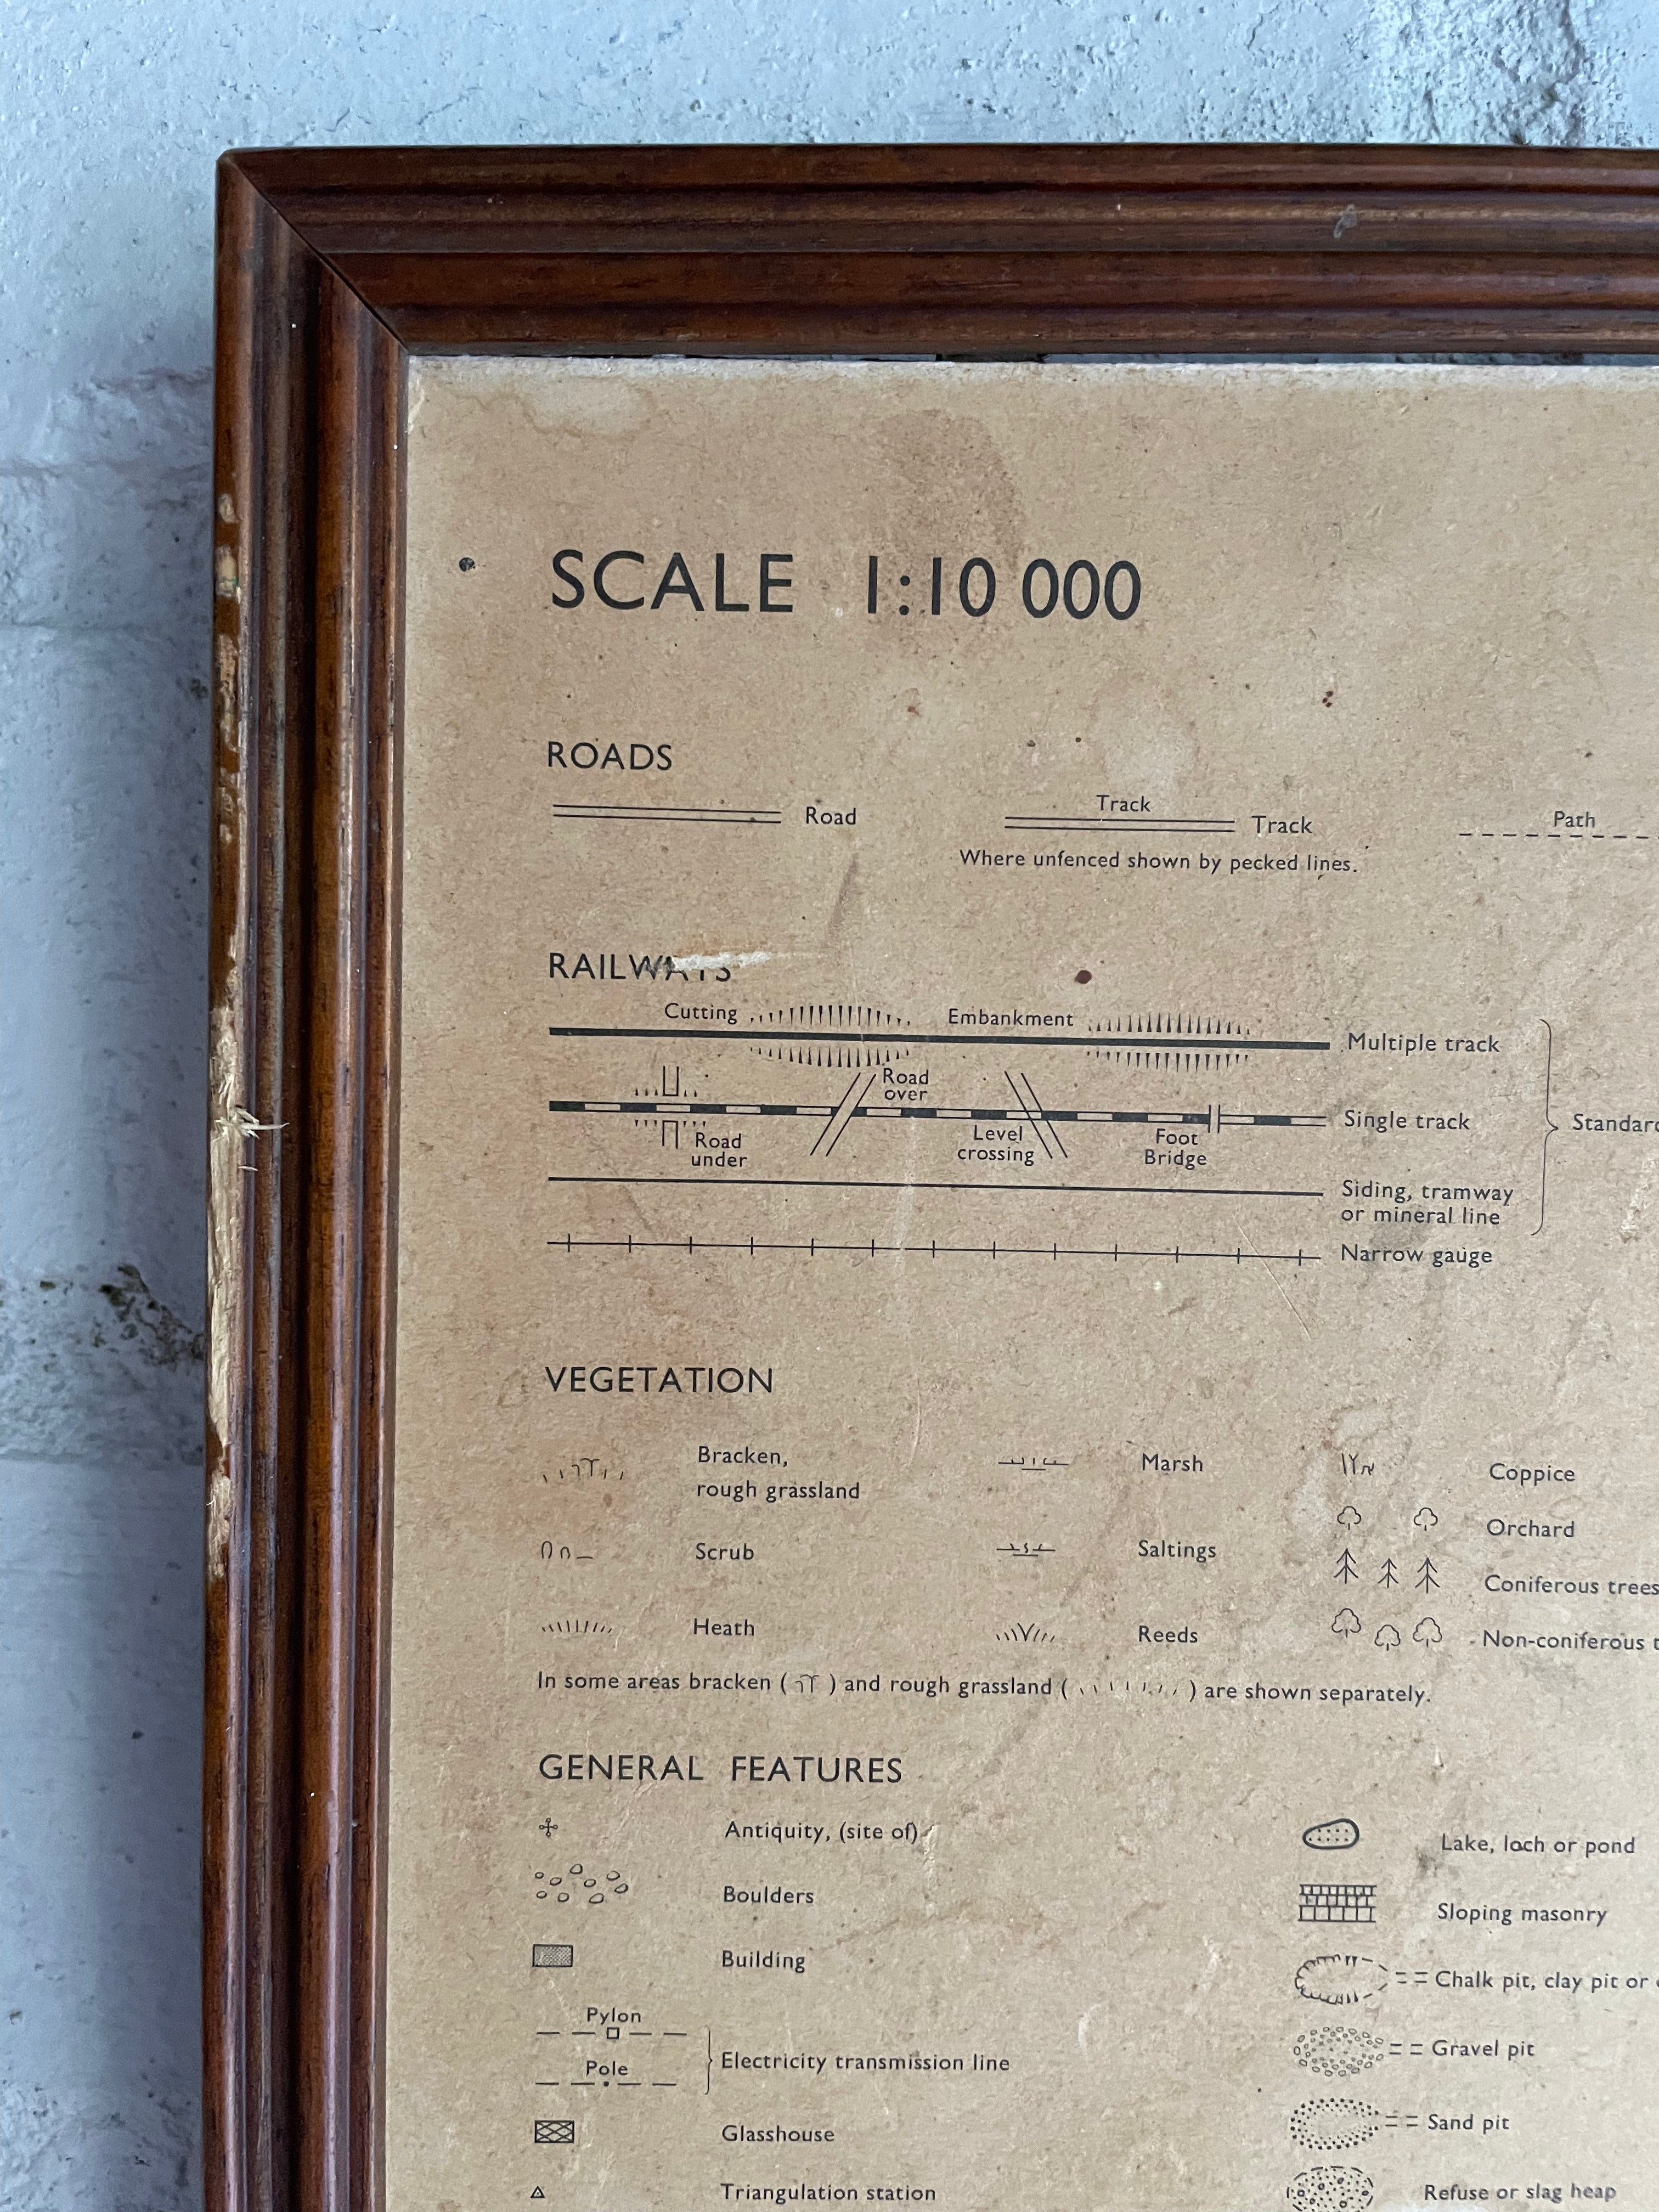 SCALE 1:10 000
ROADS
Road
Track
Track
Path
Where unfenced shown by pecked lines.
RAILWAYS
Cutting
Embankment
Multiple track
Road
over
Single track
Road
under
Level
crossing
Foot
Bridge
Siding, tramway
or mineral line
Narrow gauge
VEGETATION
Bracken,
rough grassland
Marsh
Coppice
Orchard
Scrub
Saltings
Coniferous trees
Heath
Reeds
Non-coniferous
In some areas bracken ( ) and rough grassland ( ) are shown separately.
GENERAL FEATURES
Antiquity, (site of)
Lake, loch or pond
Boulders
Sloping masonry
Building
Chalk pit, clay pit or
Pylon
Pole
Electricity transmission line
Gravel pit
Glasshouse
Sand pit
Triangulation station
Refuse or slag heap